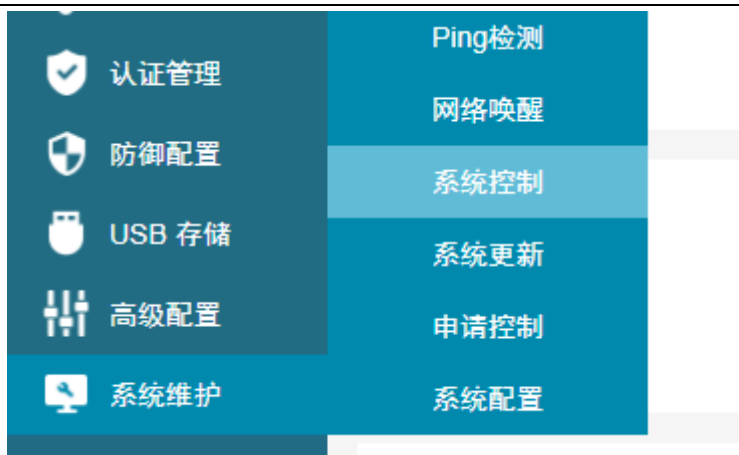 认证管理
防御配置
USB 存储
高级配置
系统维护
Ping检测
网络唤醒
系统控制
系统更新
申请控制
系统配置